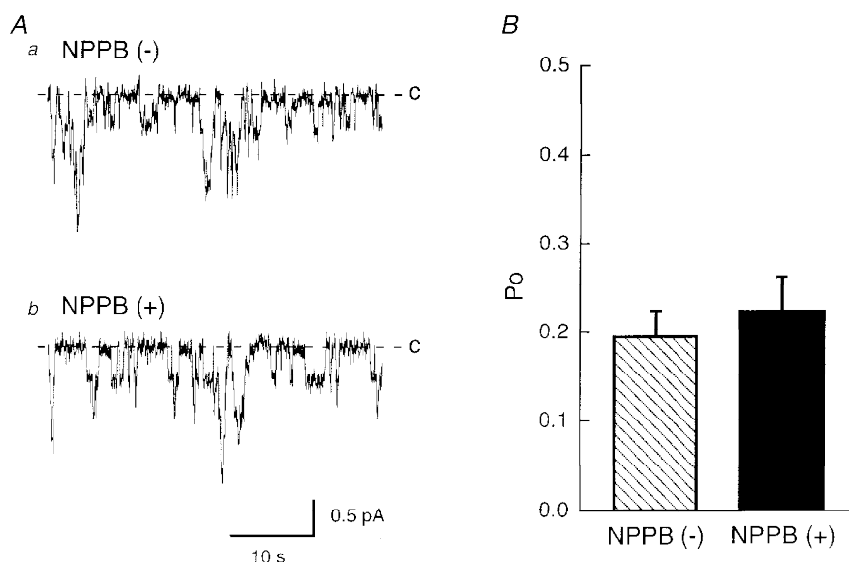 A
a NPPB (-)
C
b NPPB (+)
C
0.5 pA
10 s
B
0.5
0.4
0.3
0.2
0.1
0.0
Po
NPPB (-) NPPB (+)